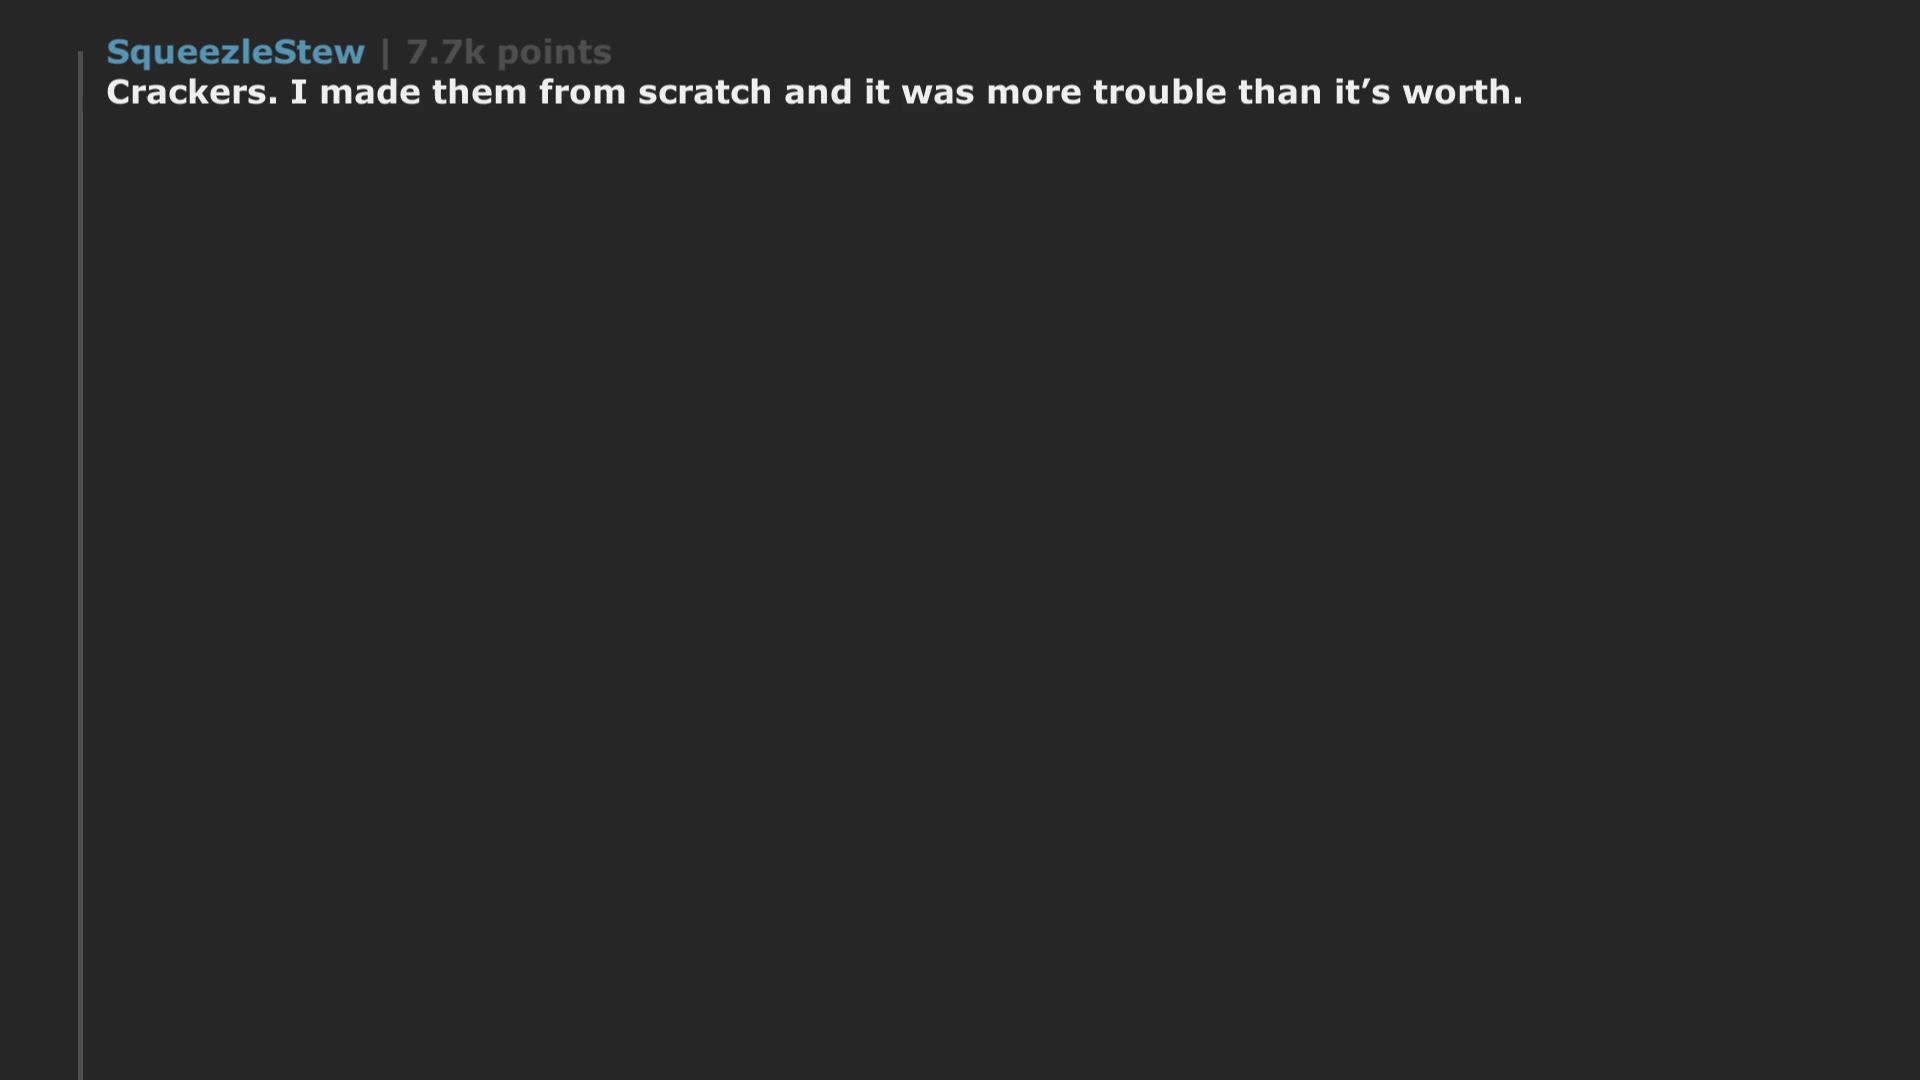 SqueezleStew | 7.7k points
Crackers. I made them from scratch and it was more trouble than it’s worth.